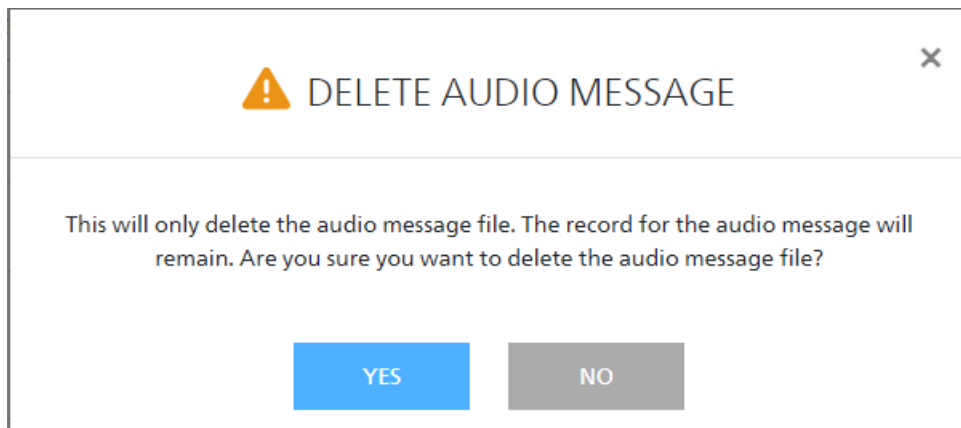 DELETE AUDIO MESSAGE
This will only delete the audio message file. The record for the audio message will
remain. Are you sure you want to delete the audio message file?
YES
NO